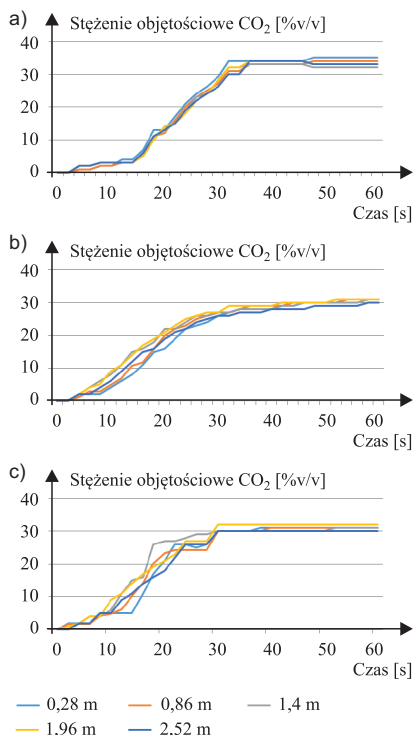 a) Stężenie objętościowe CO₂ [%v/v]
40
30
20
10
0
0 10 20 30 40 50 60
Czas [s]
b) Stężenie objętościowe CO₂ [%v/v]
40
30
20
10
0
0 10 20 30 40 50 60
Czas [s]
c) Stężenie objętościowe CO₂ [%v/v]
40
30
20
10
0
0 10 20 30 40 50 60
Czas [s]
0,28 m 0,86 m 1,4 m
1,96 m 2,52 m